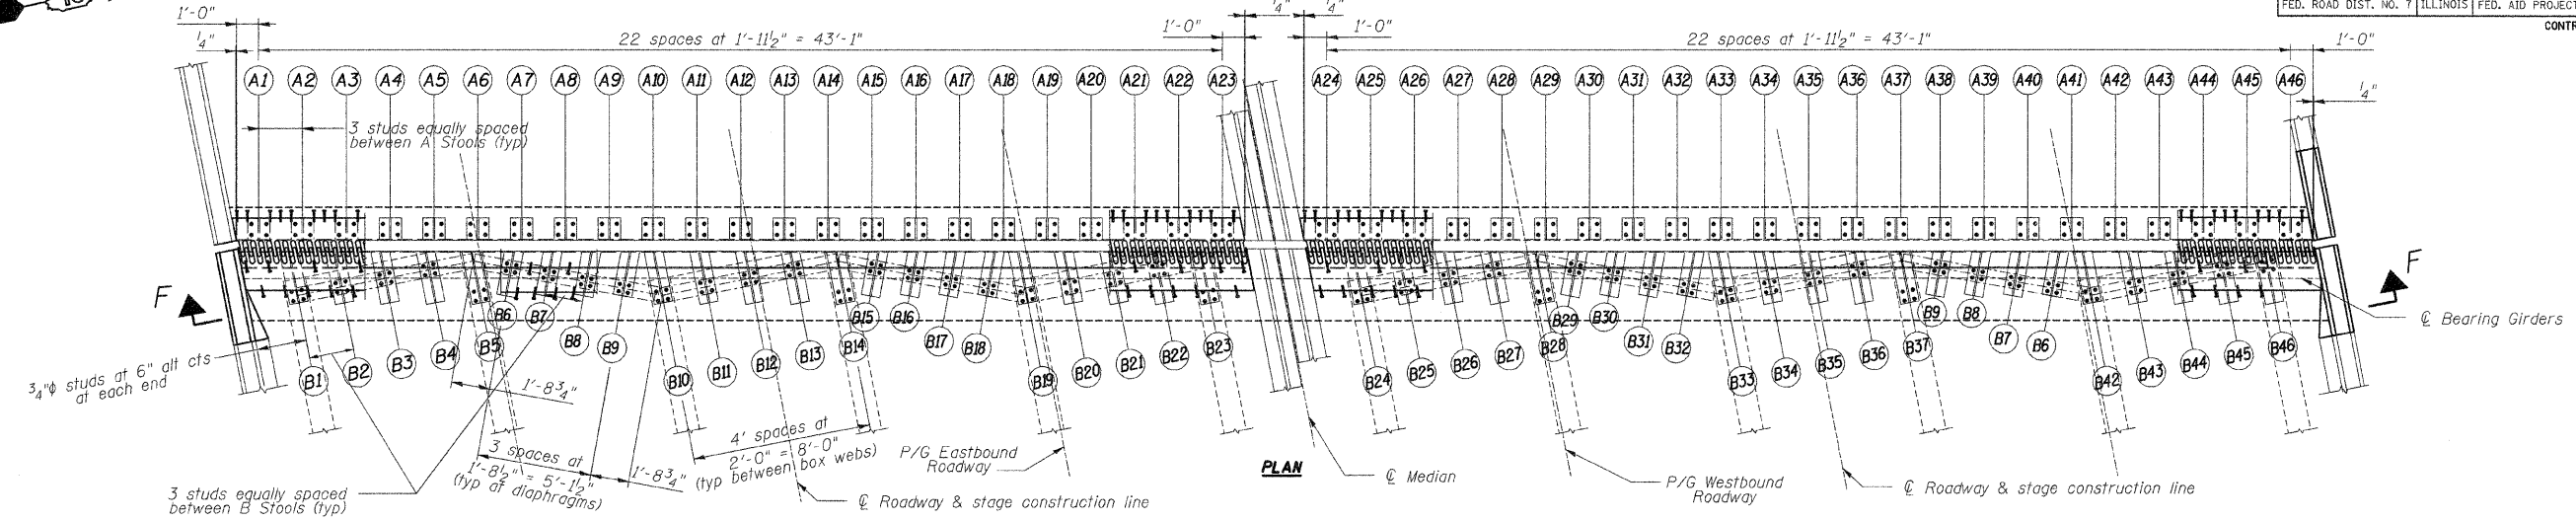 FED. ROAD DIST. NO. 7 ILLINOIS FED. AID PROJECT
CONTR
1'-0"
1/4"
22 spaces at 1'-11 1/2" = 43'-1"
1'-0"
1/4"
1/4"
1'-0"
22 spaces at 1'-11 1/2" = 43'-1"
1'-0"
1/4"
A1 A2 A3 A4 A5 A6 A7 A8 A9 A10 A11 A12 A13 A14 A15 A16 A17 A18 A19 A20 A21 A22 A23 A24 A25 A26 A27 A28 A29 A30 A31 A32 A33 A34 A35 A36 A37 A38 A39 A40 A41 A42 A43 A44 A45 A46
3 studs equally spaced
between A Stools (typ)
F
F
B1 B2 B3 B4 B5 B6 B7 B8 B9 B10 B11 B12 B13 B14 B15 B16 B17 B18 B19 B20 B21 B22 B23 B24 B25 B26 B27 B28 B29 B30 B31 B32 B33 B34 B35 B36 B37 B9 B8 B7 B6 B42 B43 B44 B45 B46
℄ Bearing Girders
3/4"φ studs at 6" alt cts
at each end
1'-8 3/4"
3 spaces at
1'-8 1/2" = 5'-1 1/2"
(typ at diaphragms)
1'-8 3/4"
4' spaces at
2'-0" = 8'-0"
(typ between box webs)
3 studs equally spaced
between B Stools (typ)
P/G Eastbound
Roadway
℄ Roadway & stage construction line
PLAN
℄ Median
P/G Westbound
Roadway
℄ Roadway & stage construction line